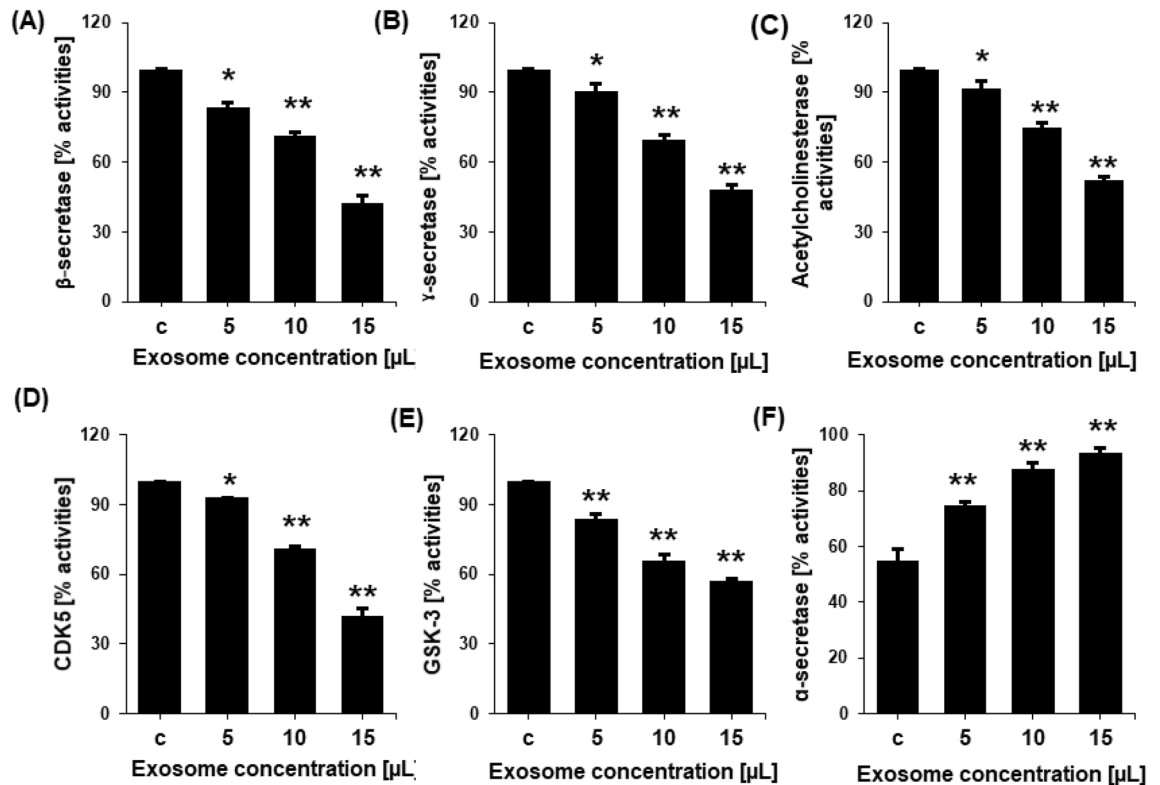 (A)
β-secretase [% activities]
120
90
60
30
0
*
**
**
c 5 10 15
Exosome concentration [µL]
(B)
γ-secretase [% activities]
120
90
60
30
0
*
**
**
c 5 10 15
Exosome concentration [µL]
(C)
Acetylcholinesterase [%
activities]
120
90
60
30
0
*
**
**
c 5 10 15
Exosome concentration [µL]
(D)
CDK5 [% activities]
120
90
60
30
0
*
**
**
c 5 10 15
Exosome concentration [µL]
(E)
GSK-3 [% activities]
120
90
60
30
0
**
**
**
c 5 10 15
Exosome concentration [µL]
(F)
α-secretase [% activities]
100
80
60
40
20
0
**
**
**
c 5 10 15
Exosome concentration [µL]